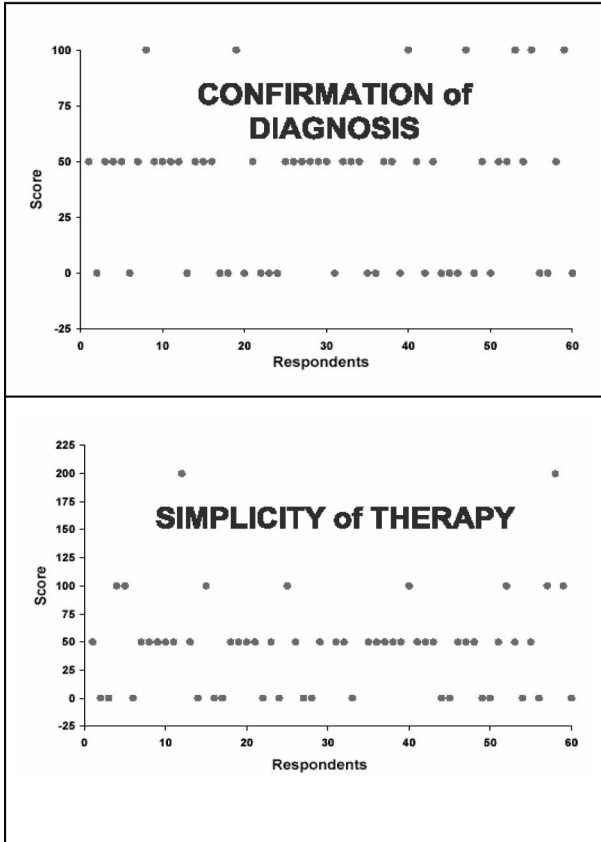 100
CONFIRMATION of
DIAGNOSIS
75
50
25
0
-25
Score
0 10 20 30 40 50 60
Respondents
225
200
175
150
SIMPLICITY of THERAPY
125
100
75
50
25
0
-25
Score
0 10 20 30 40 50 60
Respondents